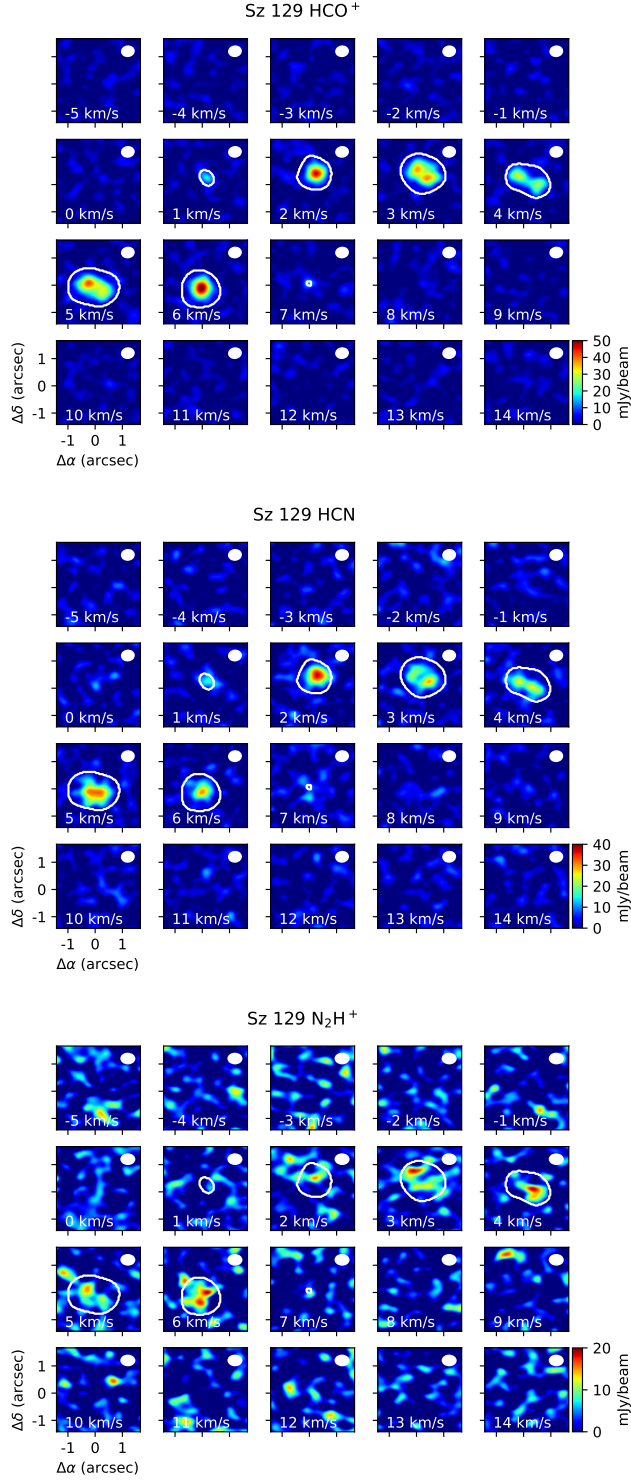 Sz 129 HCO⁺
-5 km/s -4 km/s -3 km/s -2 km/s -1 km/s
0 km/s 1 km/s 2 km/s 3 km/s 4 km/s
5 km/s 6 km/s 7 km/s 8 km/s 9 km/s
10 km/s 11 km/s 12 km/s 13 km/s 14 km/s
1
0
-1
Δδ (arcsec)
-1 0 1
Δα (arcsec)
50
40
30
20
10
0
mJy/beam
Sz 129 HCN
-5 km/s -4 km/s -3 km/s -2 km/s -1 km/s
0 km/s 1 km/s 2 km/s 3 km/s 4 km/s
5 km/s 6 km/s 7 km/s 8 km/s 9 km/s
10 km/s 11 km/s 12 km/s 13 km/s 14 km/s
1
0
-1
Δδ (arcsec)
-1 0 1
Δα (arcsec)
40
30
20
10
0
mJy/beam
Sz 129 N₂H⁺
-5 km/s -4 km/s -3 km/s -2 km/s -1 km/s
0 km/s 1 km/s 2 km/s 3 km/s 4 km/s
5 km/s 6 km/s 7 km/s 8 km/s 9 km/s
10 km/s 11 km/s 12 km/s 13 km/s 14 km/s
1
0
-1
Δδ (arcsec)
-1 0 1
Δα (arcsec)
20
10
0
mJy/beam